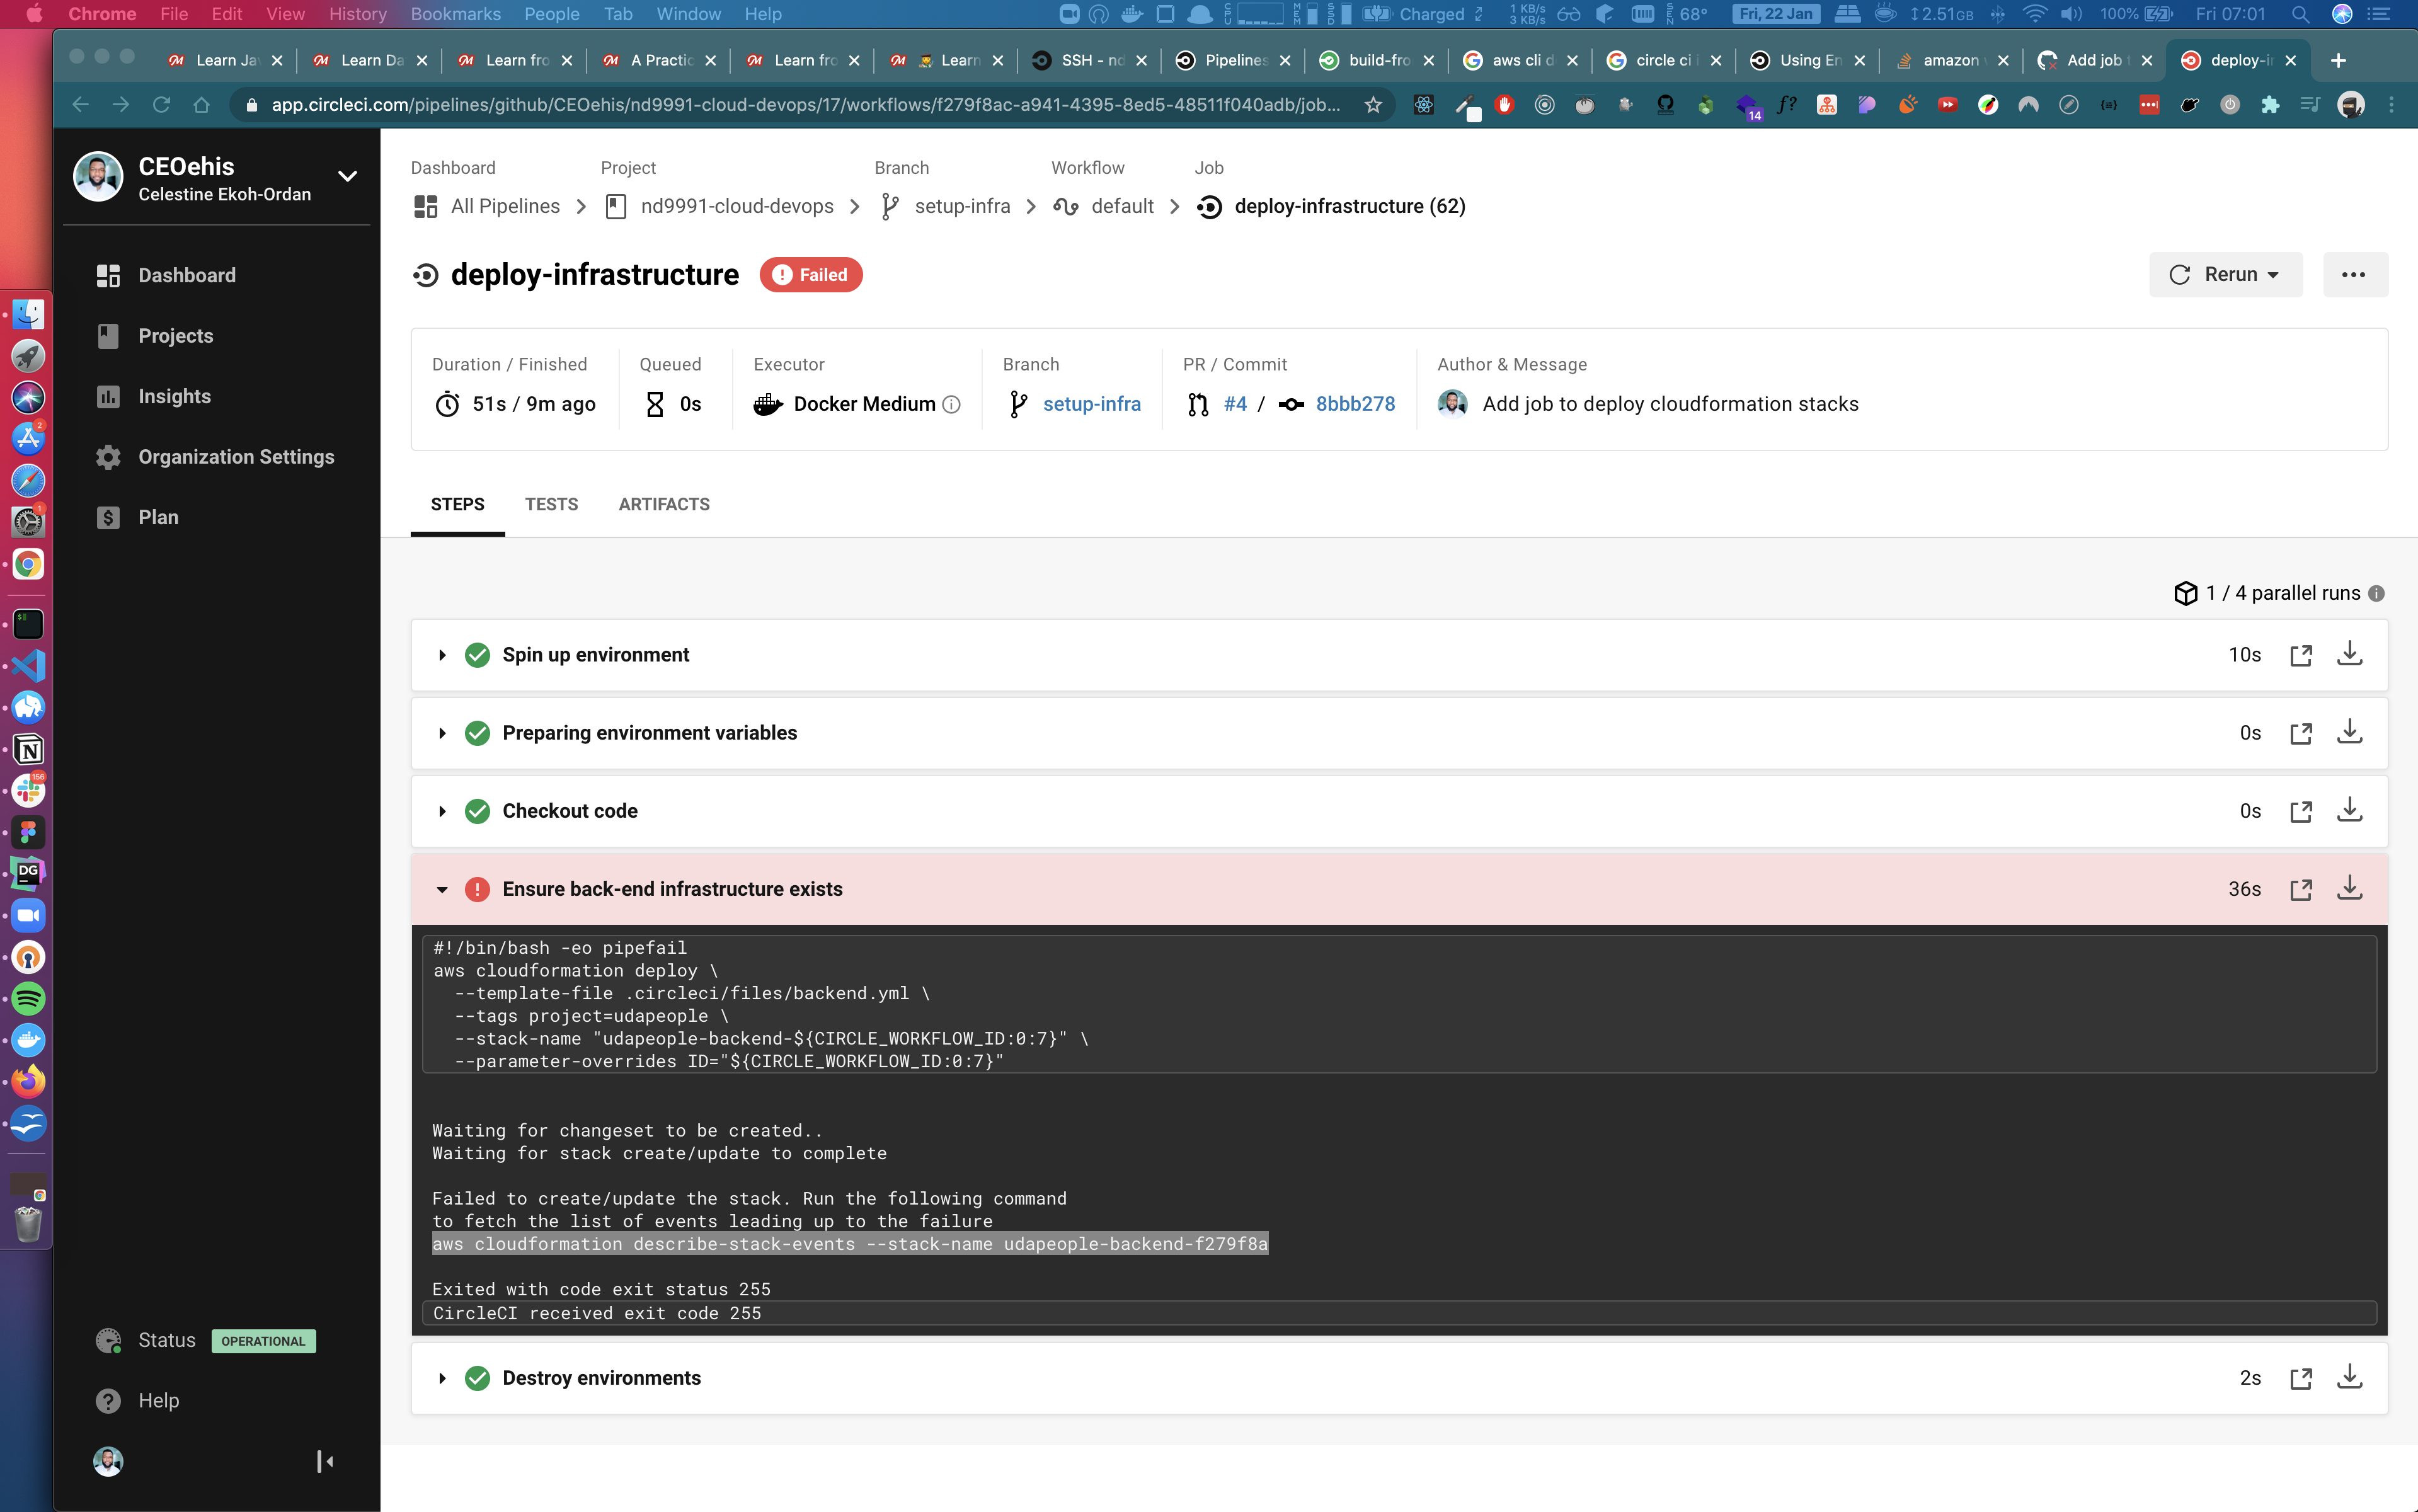 Chrome File Edit View History Bookmarks People Tab Window Help
Charged 1 KB/s 3 KB/s 68° Fri, 22 Jan 2.51GB 100% Fri 07:01
Learn Ja Learn Da Learn fro A Practic Learn fro Learn SSH - nd Pipelines build-fro aws cli d circle ci i Using En amazon Add job t deploy-in
app.circleci.com/pipelines/github/CEOehis/nd9991-cloud-devops/17/workflows/f279f8ac-a941-4395-8ed5-48511f040adb/job...
14
CEOehis
Celestine Ekoh-Ordan
Dashboard
Projects
Insights
Organization Settings
Plan
Status OPERATIONAL
Help
2
1
156
DG
Dashboard Project Branch Workflow Job
All Pipelines nd9991-cloud-devops setup-infra default deploy-infrastructure (62)
deploy-infrastructure Failed
Rerun
Duration / Finished Queued Executor Branch PR / Commit Author & Message
51s / 9m ago 0s Docker Medium setup-infra #4 / 8bbb278 Add job to deploy cloudformation stacks
STEPS TESTS ARTIFACTS
1 / 4 parallel runs
Spin up environment 10s
Preparing environment variables 0s
Checkout code 0s
Ensure back-end infrastructure exists 36s
#!/bin/bash -eo pipefail
aws cloudformation deploy \
--template-file .circleci/files/backend.yml \
--tags project=udapeople \
--stack-name "udapeople-backend-${CIRCLE_WORKFLOW_ID:0:7}" \
--parameter-overrides ID="${CIRCLE_WORKFLOW_ID:0:7}"
Waiting for changeset to be created..
Waiting for stack create/update to complete
Failed to create/update the stack. Run the following command
to fetch the list of events leading up to the failure
aws cloudformation describe-stack-events --stack-name udapeople-backend-f279f8a
Exited with code exit status 255
CircleCI received exit code 255
Destroy environments 2s